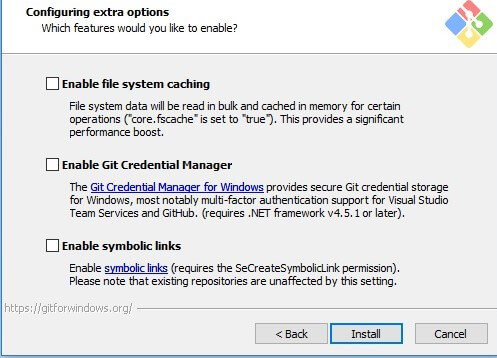 Configuring extra options
Which features would you like to enable?
Enable file system caching
File system data will be read in bulk and cached in memory for certain
operations ("core.fscache" is set to "true"). This provides a significant
performance boost.
Enable Git Credential Manager
The Git Credential Manager for Windows provides secure Git credential storage
for Windows, most notably multi-factor authentication support for Visual Studio
Team Services and GitHub. (requires .NET framework v4.5.1 or later).
Enable symbolic links
Enable symbolic links (requires the SeCreateSymbolicLink permission).
Please note that existing repositories are unaffected by this setting.
https://gitforwindows.org/
< Back Install Cancel